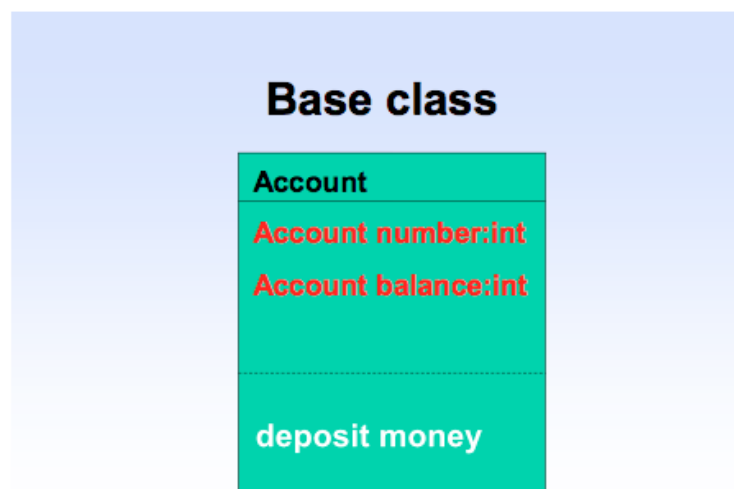 Base class
Account
Account number:int
Account balance:int
deposit money